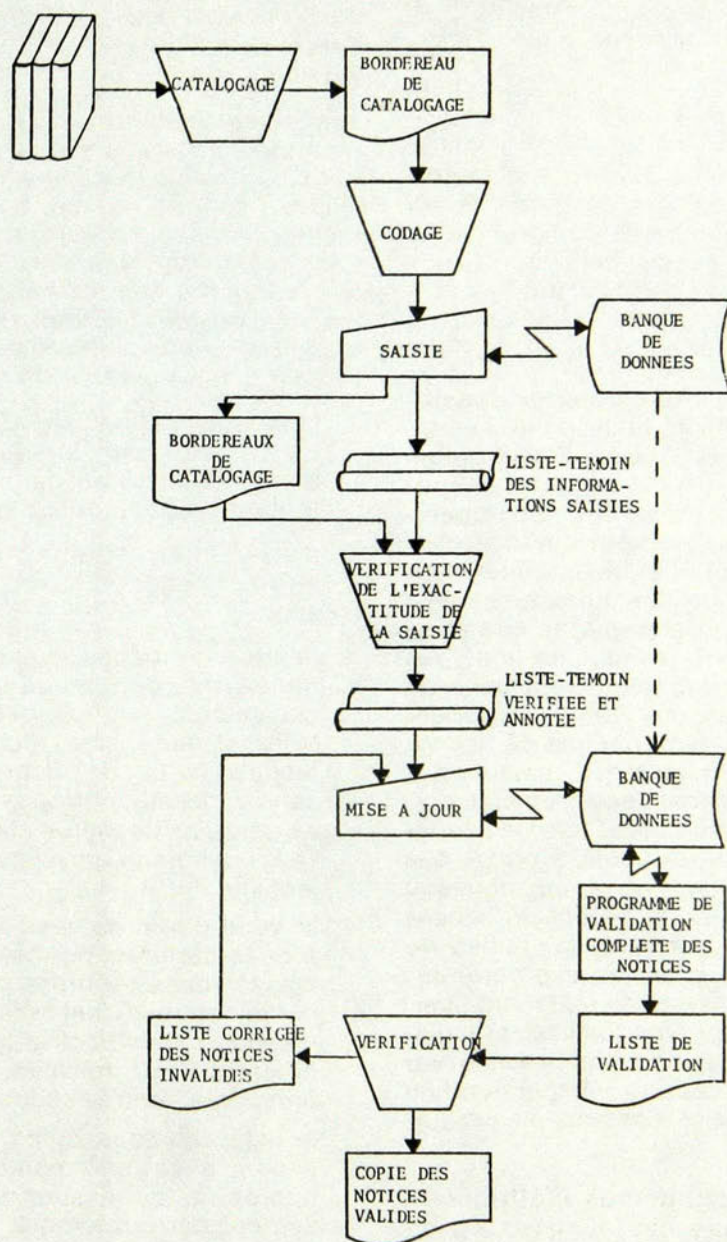 CATALOGAGE
BORDEREAU
DE
CATALOGAGE
CODAGE
SAISIE
BANQUE
DE
DONNEES
BORDEREAUX
DE
CATALOGAGE
LISTE-TEMOIN
DES INFORMA-
TIONS SAISIES
VERIFICATION
DE L'EXAC-
TITUDE DE
LA SAISIE
LISTE-TEMOIN
VERIFIEE ET
ANNOTEE
MISE A JOUR
BANQUE
DE
DONNEES
PROGRAMME DE
VALIDATION
COMPLETE DES
NOTICES
LISTE CORRIGEE
DES NOTICES
INVALIDES
VERIFICATION
LISTE DE
VALIDATION
COPIE DES
NOTICES
VALIDES